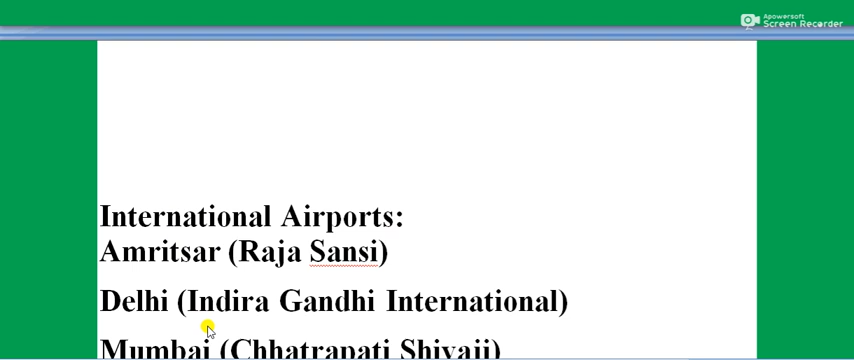 Apowersoft
Screen Recorder
International Airports:
Amritsar (Raja Sansi)
Delhi (Indira Gandhi International)
Mumbai (Chhatrapati Shivaji)